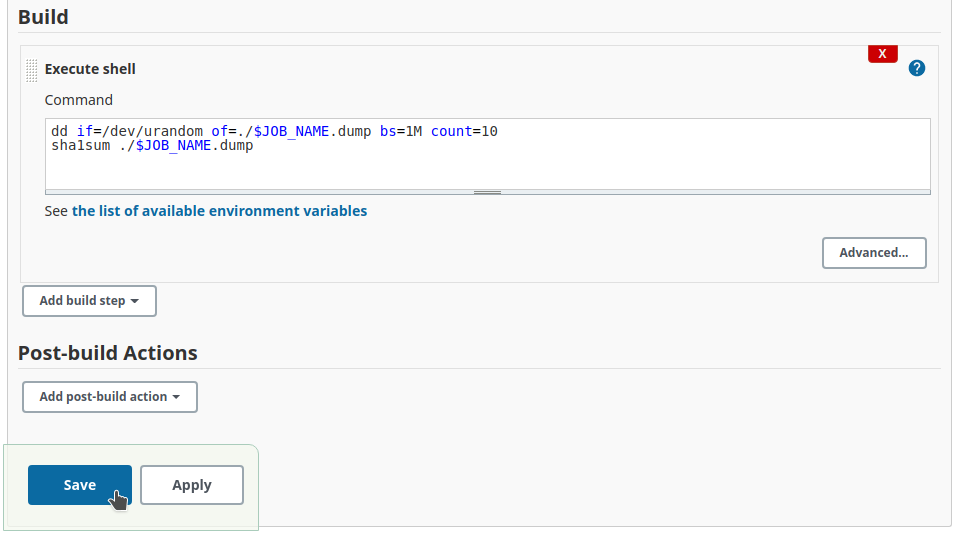 Build
X
Execute shell
?
Command
dd if=/dev/urandom of=./$JOB_NAME.dump bs=1M count=10
sha1sum ./$JOB_NAME.dump
See the list of available environment variables
Advanced...
Add build step
Post-build Actions
Add post-build action
Save
Apply